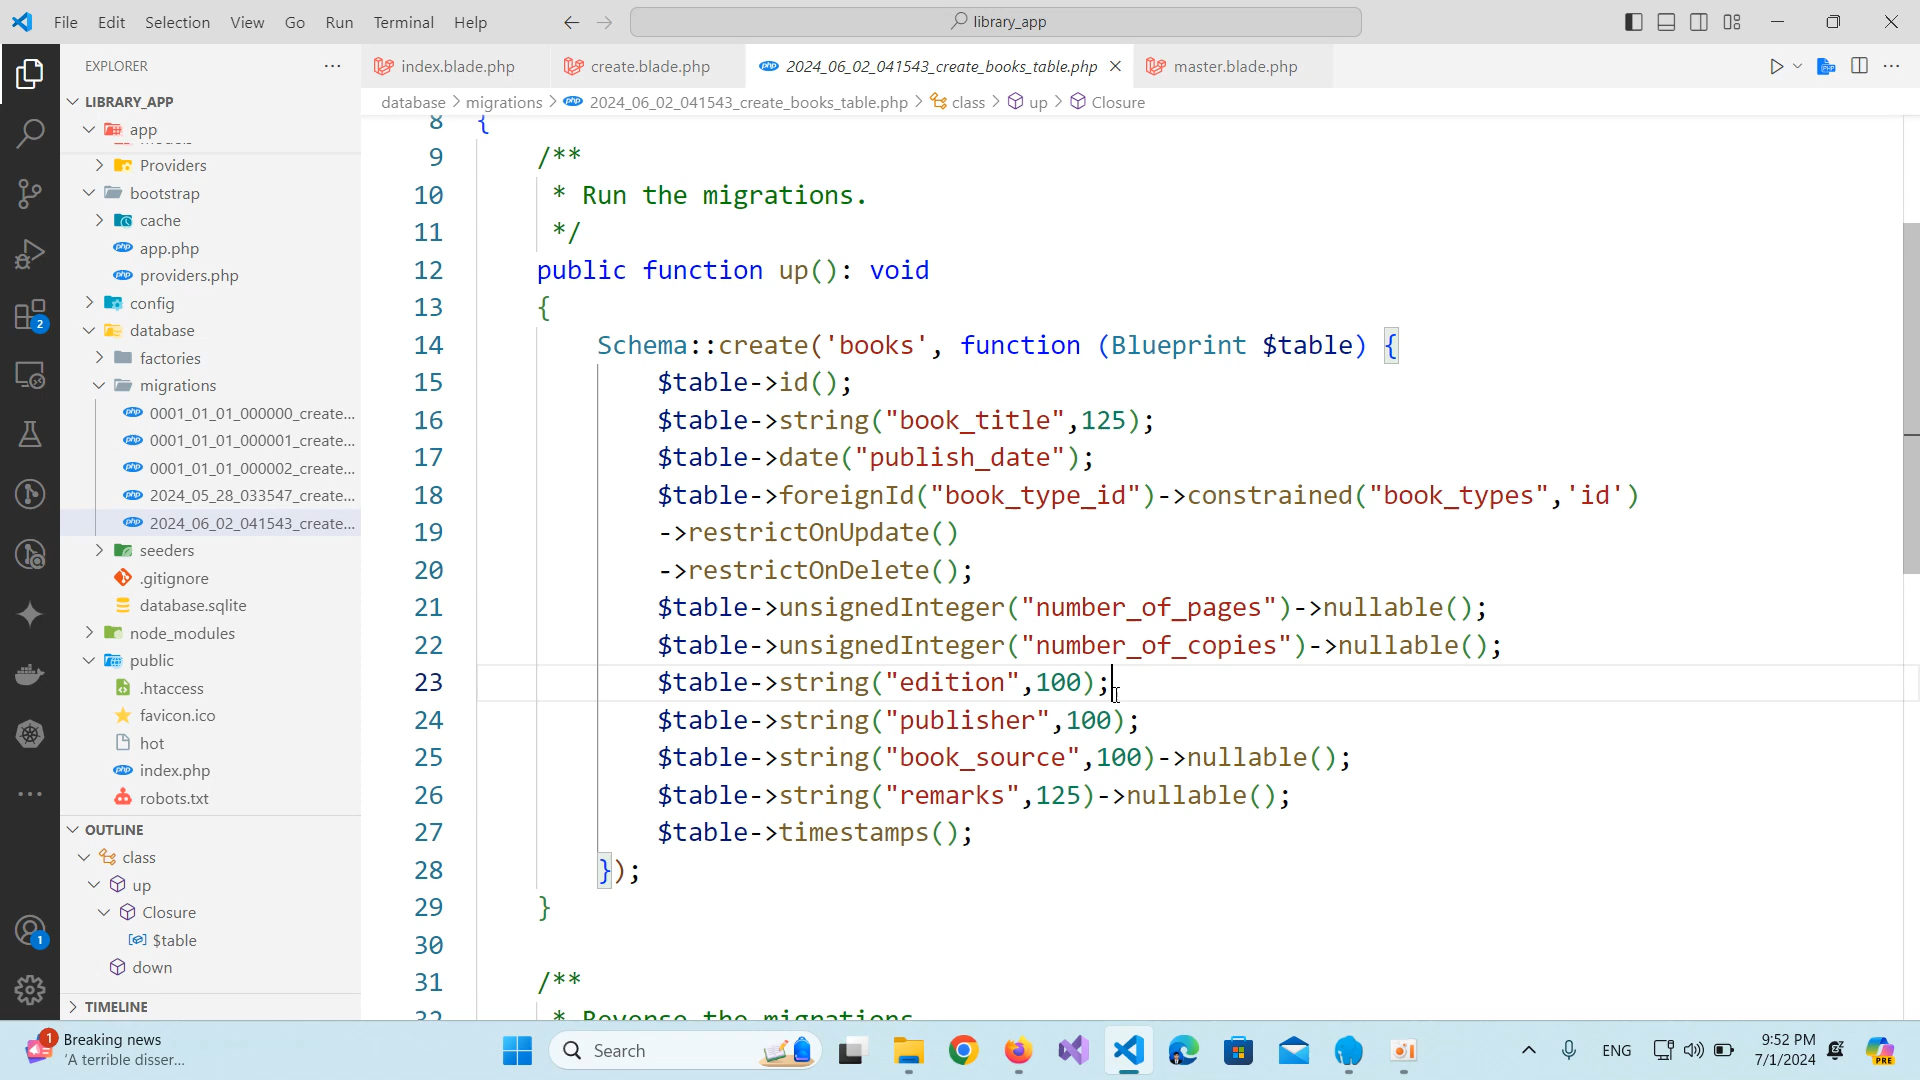 File Edit Selection View Go Run Terminal Help
library_app
EXPLORER
LIBRARY_APP
app
Providers
bootstrap
cache
app.php
providers.php
config
database
factories
migrations
0001_01_01_000000_create...
0001_01_01_000001_create...
0001_01_01_000002_create...
2024_05_28_033547_create...
2024_06_02_041543_create...
seeders
.gitignore
database.sqlite
node_modules
public
.htaccess
favicon.ico
hot
index.php
robots.txt
OUTLINE
class
up
Closure
$table
down
TIMELINE
2
1
index.blade.php
create.blade.php
2024_06_02_041543_create_books_table.php
master.blade.php
database > migrations > 2024_06_02_041543_create_books_table.php > class > up > Closure
8 {
9 /**
10 * Run the migrations.
11 */
12 public function up(): void
13 {
14 Schema::create('books', function (Blueprint $table) {
15 $table->id();
16 $table->string("book_title",125);
17 $table->date("publish_date");
18 $table->foreignId("book_type_id")->constrained("book_types",'id')
19 ->restrictOnUpdate()
20 ->restrictOnDelete();
21 $table->unsignedInteger("number_of_pages")->nullable();
22 $table->unsignedInteger("number_of_copies")->nullable();
23 $table->string("edition",100);
24 $table->string("publisher",100);
25 $table->string("book_source",100)->nullable();
26 $table->string("remarks",125)->nullable();
27 $table->timestamps();
28 });
29 }
30
31 /**
32 * Reverse the migrations.
1
Breaking news
'A terrible disser...
Search
ENG
9:52 PM
7/1/2024
PRE